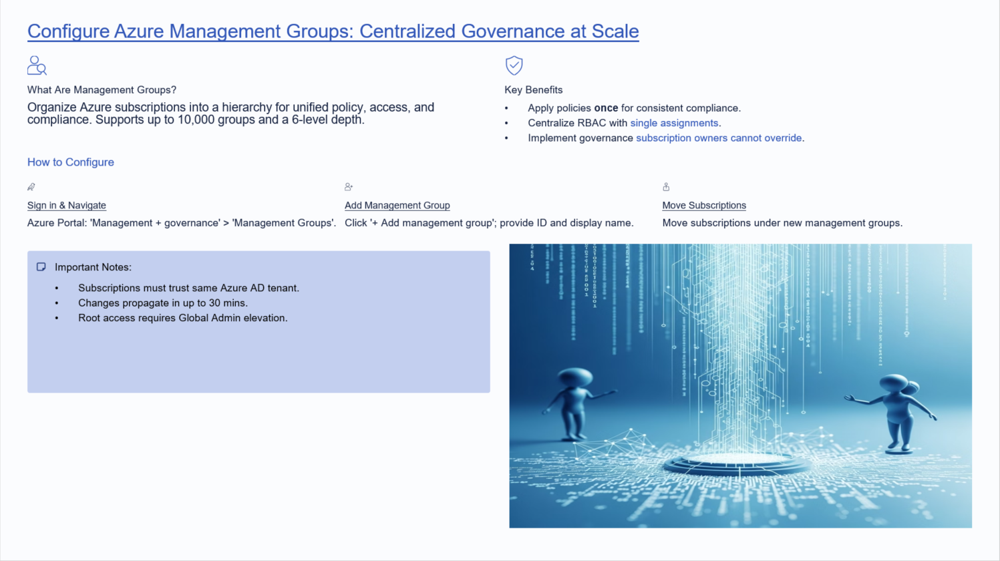 Configure Azure Management Groups: Centralized Governance at Scale
What Are Management Groups?
Organize Azure subscriptions into a hierarchy for unified policy, access, and
compliance. Supports up to 10,000 groups and a 6-level depth.
Key Benefits
• Apply policies once for consistent compliance.
• Centralize RBAC with single assignments.
• Implement governance subscription owners cannot override.
How to Configure
Sign in & Navigate
Azure Portal: 'Management + governance' > 'Management Groups'.
Add Management Group
Click '+ Add management group'; provide ID and display name.
Move Subscriptions
Move subscriptions under new management groups.
Important Notes:
• Subscriptions must trust same Azure AD tenant.
• Changes propagate in up to 30 mins.
• Root access requires Global Admin elevation.